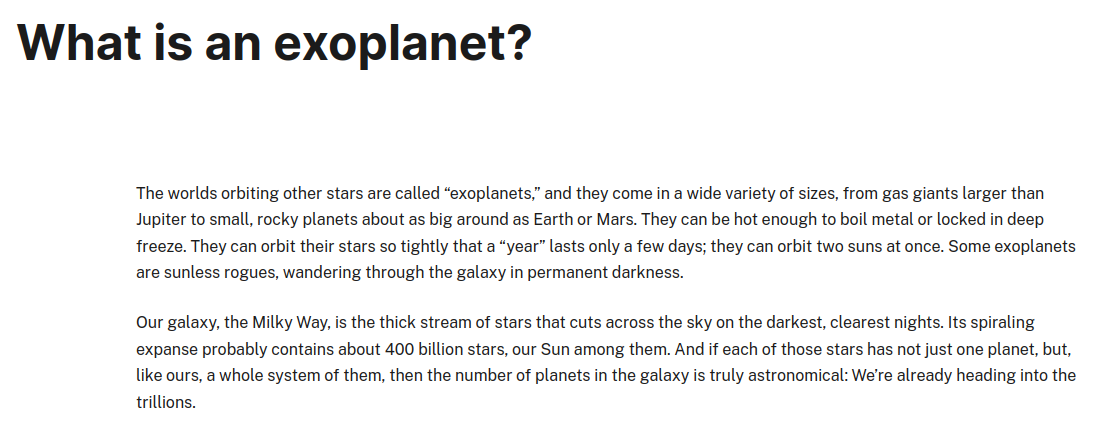 What is an exoplanet?
The worlds orbiting other stars are called “exoplanets,” and they come in a wide variety of sizes, from gas giants larger than
Jupiter to small, rocky planets about as big around as Earth or Mars. They can be hot enough to boil metal or locked in deep
freeze. They can orbit their stars so tightly that a “year” lasts only a few days; they can orbit two suns at once. Some exoplanets
are sunless rogues, wandering through the galaxy in permanent darkness.
Our galaxy, the Milky Way, is the thick stream of stars that cuts across the sky on the darkest, clearest nights. Its spiraling
expanse probably contains about 400 billion stars, our Sun among them. And if each of those stars has not just one planet, but,
like ours, a whole system of them, then the number of planets in the galaxy is truly astronomical: We’re already heading into the
trillions.